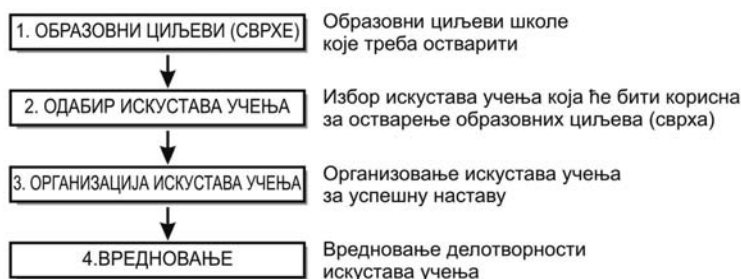 1. ОБРАЗОВНИ ЦИЉЕВИ (СВРХЕ)
Образовни циљеви школе
које треба остварити
2. ОДАБИР ИСКУСТАВА УЧЕЊА
Избор искустава учења која ће бити корисна
за остварење образовних циљева (сврха)
3. ОРГАНИЗАЦИЈА ИСКУСТАВА УЧЕЊА
Организовање искустава учења
за успешну наставу
4.ВРЕДНОВАЊЕ
Вредновање делотворности
искустава учења